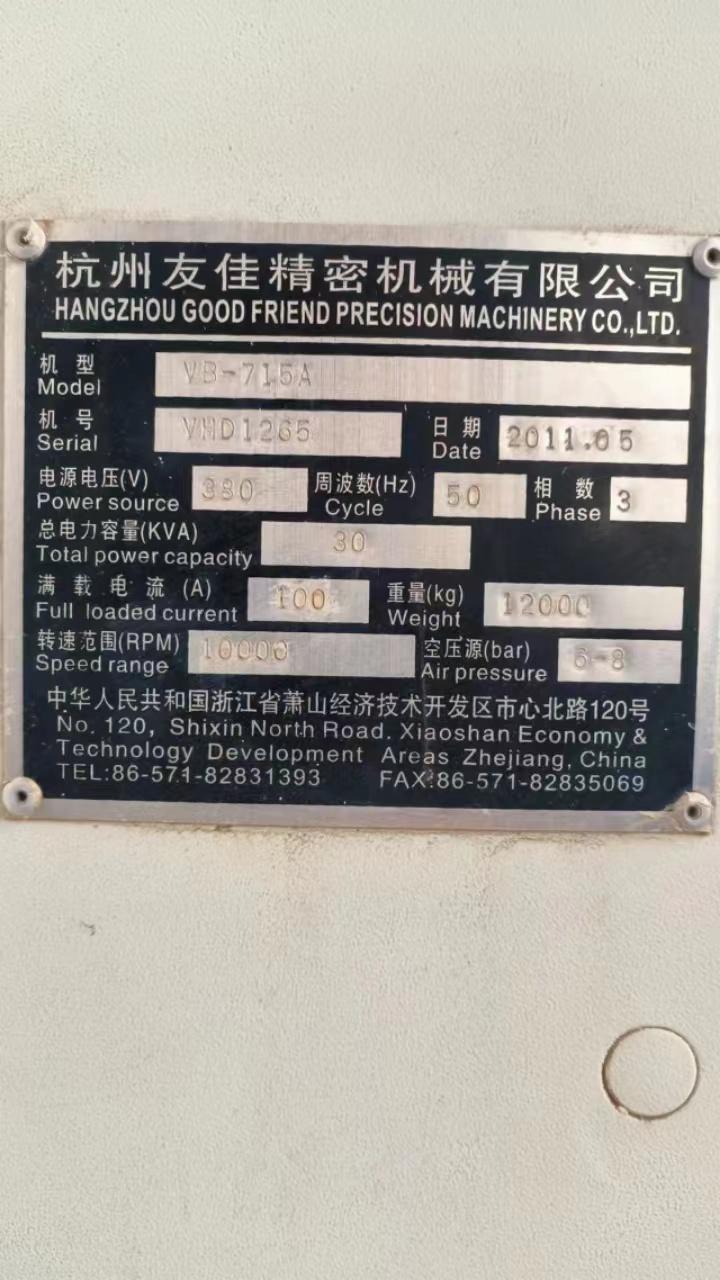 杭州友佳精密机械有限公司
HANGZHOU GOOD FRIEND PRECISION MACHINERY CO.,LTD.
机型 VB-715A
Model
机号 VHD1265 日期 2011.05
Serial Date
电源电压(V) 380 周波数(Hz) 50 相数 3
Power source Cycle Phase
总电力容量(KVA) 30
Total power capacity
满载电流(A) 100 重量(kg) 12000
Full loaded current Weight
转速范围(RPM) 10000 空压源(bar) 6-8
Speed range Air pressure
中华人民共和国浙江省萧山经济技术开发区市心北路120号
No. 120, Shixin North Road. Xiaoshan Economy &
Technology Development Areas Zhejiang, China
TEL:86-571-82831393 FAX:86-571-82835069